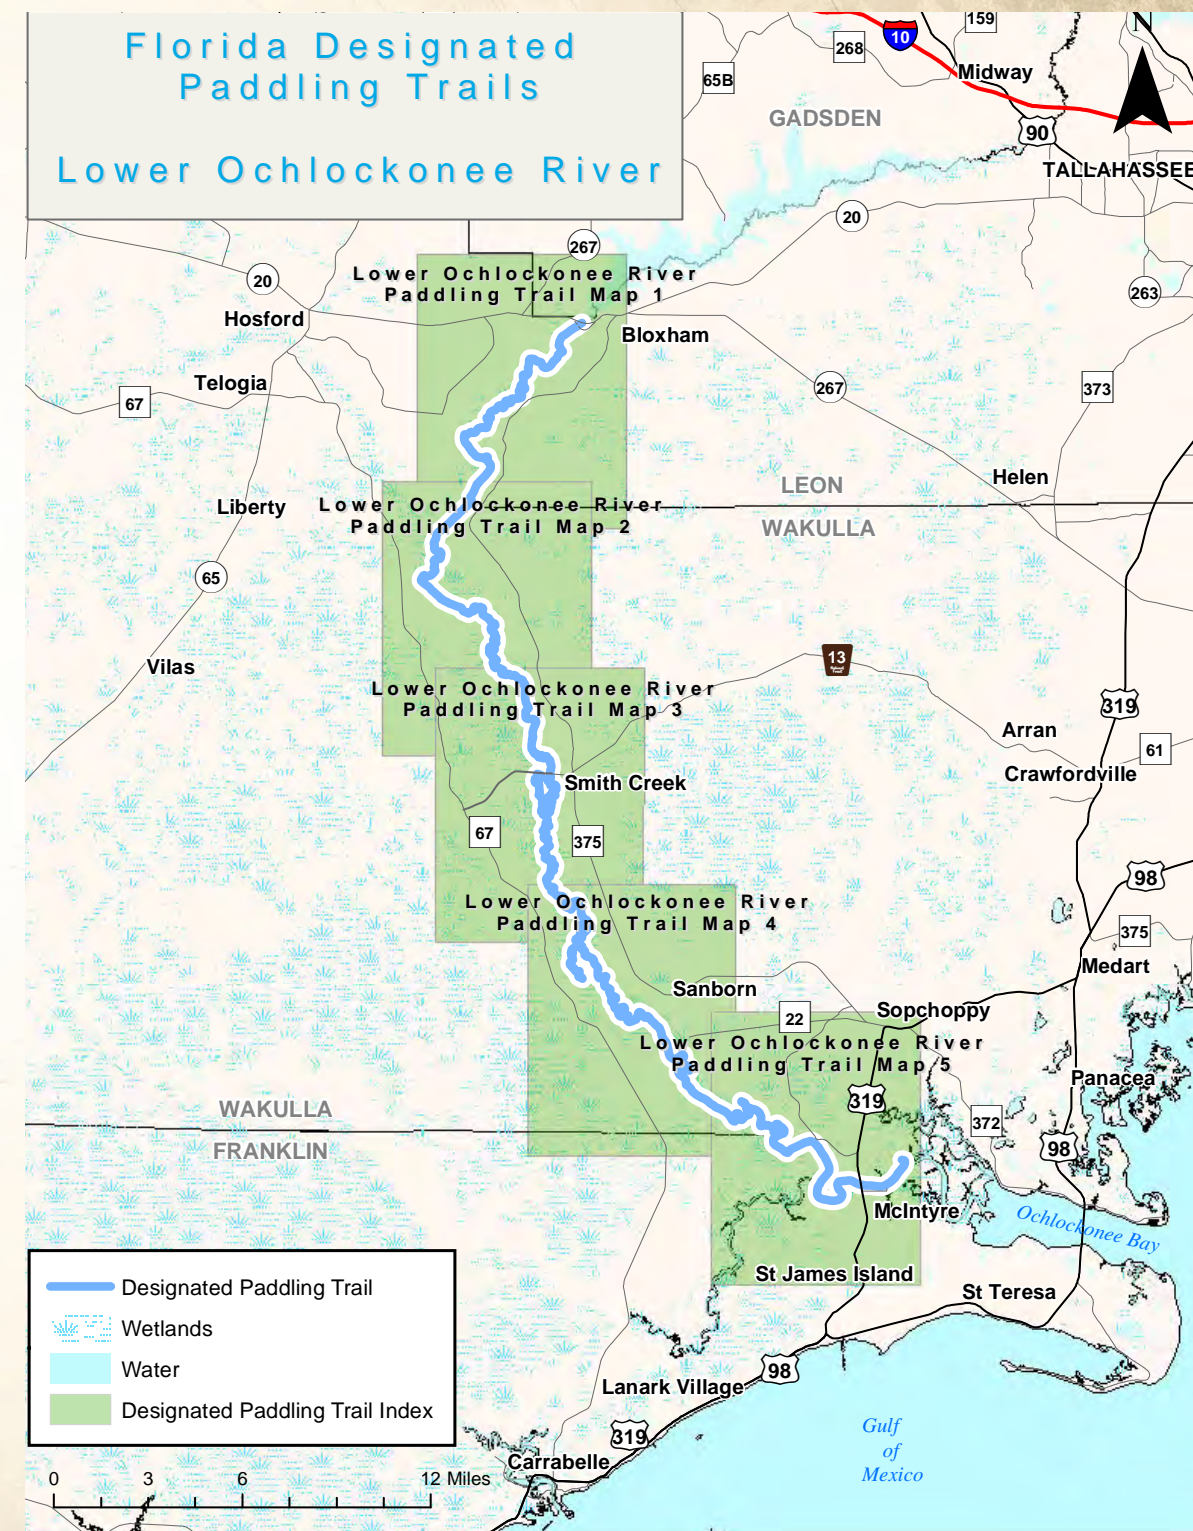 Florida Designated
Paddling Trails
Lower Ochlockonee River
159
10
268
N
65B
Midway
GADSDEN
90
TALLAHASSEE
20
267
20
Lower Ochlockonee River
Paddling Trail Map 1
263
Hosford
Bloxham
Telogia
67
267
373
Helen
LEON
Liberty
Lower Ochlockonee River
Paddling Trail Map 2
WAKULLA
65
Vilas
13
Lower Ochlockonee River
Paddling Trail Map 3
319
Arran
61
Crawfordville
Smith Creek
67
375
98
Lower Ochlockonee River
Paddling Trail Map 4
375
Medart
Sanborn
Sopchoppy
22
Lower Ochlockonee River
Paddling Trail Map 5
Panacea
319
WAKULLA
372
FRANKLIN
98
McIntyre
Ochlockonee Bay
St James Island
St Teresa
Designated Paddling Trail
Wetlands
Water
Designated Paddling Trail Index
98
Lanark Village
319
Gulf
of
Mexico
Carrabelle
0 3 6 12 Miles